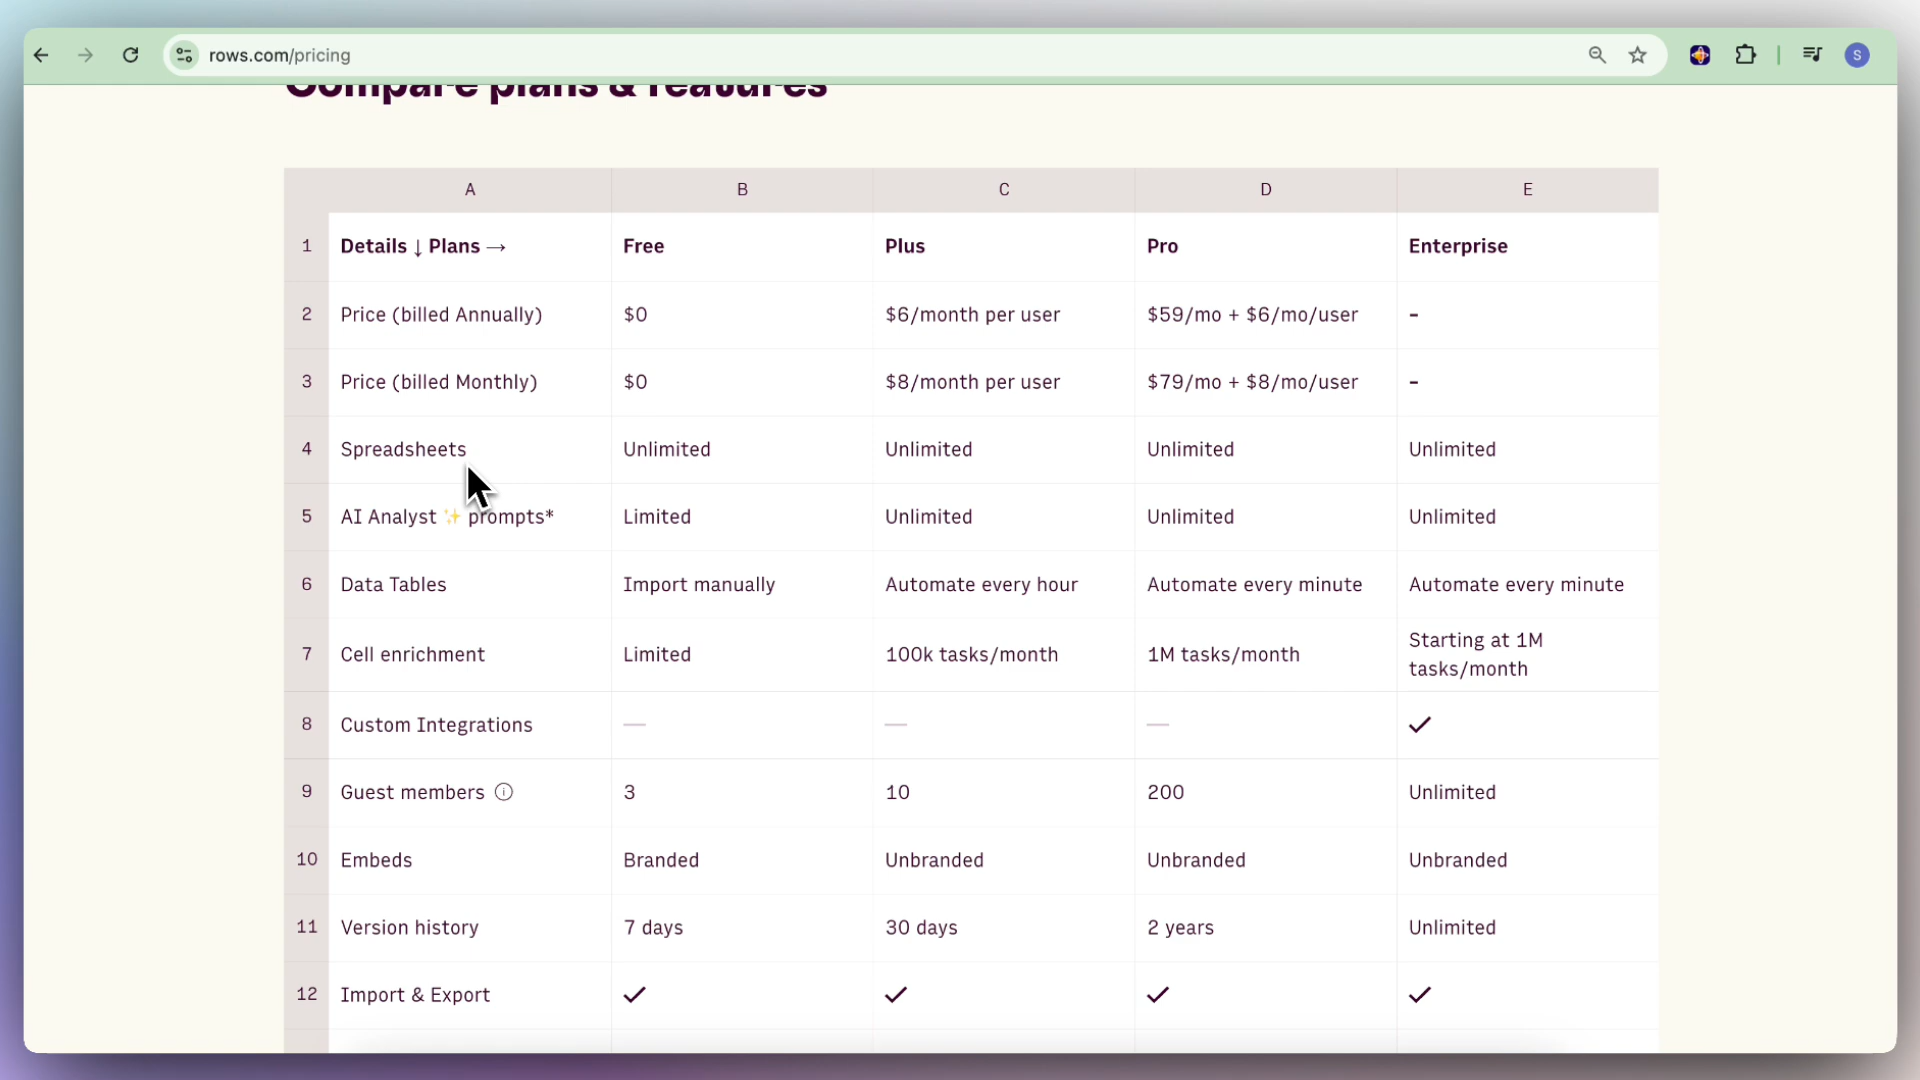 rows.com/pricing
S
Compare plans & features
A B C D E
1 Details ↓ Plans → Free Plus Pro Enterprise
2 Price (billed Annually) $0 $6/month per user $59/mo + $6/mo/user –
3 Price (billed Monthly) $0 $8/month per user $79/mo + $8/mo/user –
4 Spreadsheets Unlimited Unlimited Unlimited Unlimited
5 AI Analyst ✨ prompts* Limited Unlimited Unlimited Unlimited
6 Data Tables Import manually Automate every hour Automate every minute Automate every minute
7 Cell enrichment Limited 100k tasks/month 1M tasks/month Starting at 1M
tasks/month
8 Custom Integrations — — — ✓
9 Guest members ⓘ 3 10 200 Unlimited
10 Embeds Branded Unbranded Unbranded Unbranded
11 Version history 7 days 30 days 2 years Unlimited
12 Import & Export ✓ ✓ ✓ ✓